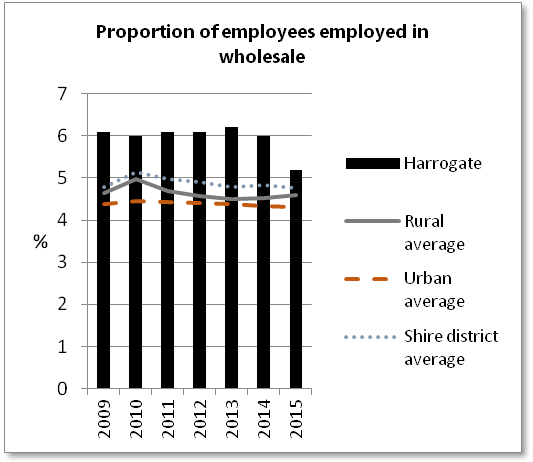 Proportion of employees employed in
wholesale
7
6
5
4
3
2
1
0
%
2009
2010
2011
2012
2013
2014
2015
Harrogate
Rural
average
Urban
average
Shire district
average